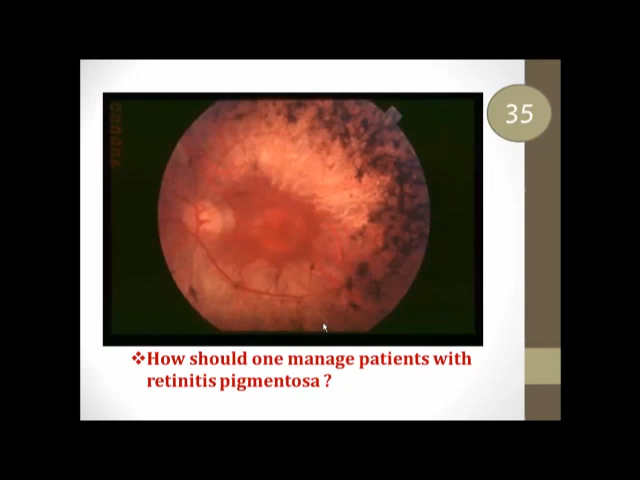 35
❖How should one manage patients with
retinitis pigmentosa ?